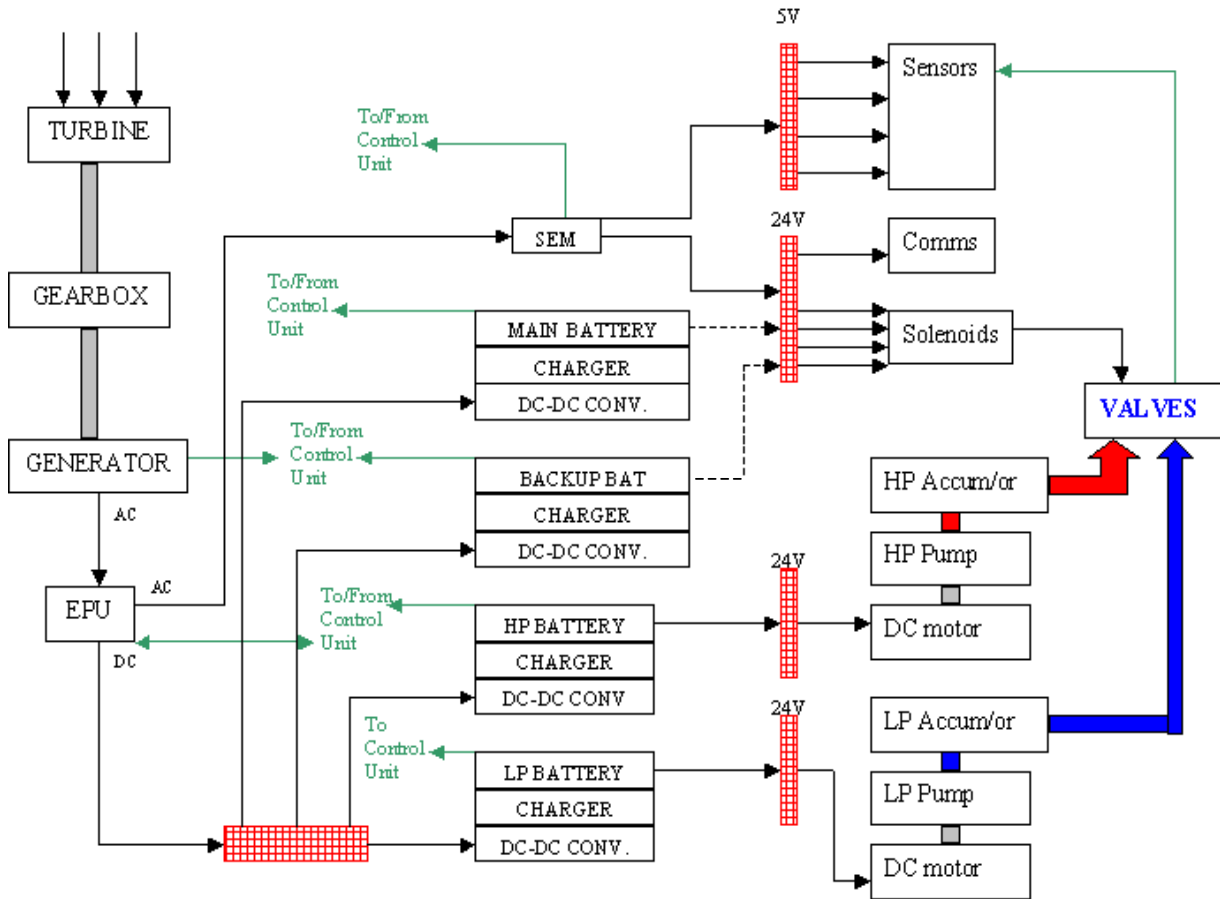 5V
Sensors
TURBINE
To/From
Control
Unit
24V
SEM
Comms
To/From
Control
Unit
GEARBOX
MAIN BATTERY
CHARGER
DC-DC CONV.
Solenoids
VALVES
GENERATOR
To/From
Control
Unit
BACKUP BAT
CHARGER
DC-DC CONV.
HP Accum/or
AC
HP Pump
24V
EPU
AC
DC
To/From
Control
Unit
HP BATTERY
CHARGER
DC-DC CONV
DC motor
24V
LP Accum/or
To
Control
Unit
LP BATTERY
CHARGER
DC-DC CONV.
LP Pump
DC motor